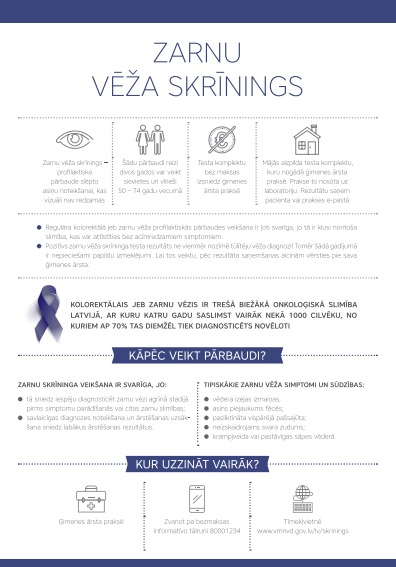 ZARNU
VĒŽA SKRĪNINGS
Zarnu vēža skrīnings –
profilaktiska
pārbaude slēpto
asiņu noteikšanai, kas
vizuāli nav redzamas
Šādu pārbaudi reizi
divos gados var veikt
sievietes un vīrieši
50 – 74 gadu vecumā
Testa komplektu
bez maksas
izsniedz ģimenes
ārsta praksē
Mājās aizpilda testa komplektu,
kuru nogādā ģimenes ārsta
praksē. Prakse to nosūta uz
laboratoriju. Rezultātu saņem
pacienta vai prakses e-pastā
Regulāra kolorektālā jeb zarnu vēža profilaktiskās pārbaudes veikšana ir ļoti svarīga, jo tā ir klusi noritoša
slimība, kas var attīstīties bez acīmredzamiem simptomiem.
Pozitīvs zarnu vēža skrīninga testa rezultāts ne vienmēr nozīmē tūlītēju vēža diagnozi! Tomēr šādā gadījumā
ir nepieciešami papildu izmeklējumi. Lai tos veiktu, pēc rezultāta saņemšanas aicinām vērsties pie sava
ģimenes ārsta.
KOLOREKTĀLAIS JEB ZARNU VĒZIS IR TREŠĀ BIEŽĀKĀ ONKOLOĢISKĀ SLIMĪBA
LATVIJĀ, AR KURU KATRU GADU SASLIMST VAIRĀK NEKĀ 1000 CILVĒKU, NO
KURIEM AP 70% TAS DIEMŽĒL TIEK DIAGNOSTICĒTS NOVĒLOTI
KĀPĒC VEIKT PĀRBAUDI?
ZARNU SKRĪNINGA VEIKŠANA IR SVARĪGA, JO:
tā sniedz iespēju diagnosticēt zarnu vēzi agrīnā stadijā
pirms simptomu parādīšanās vai citas zarnu slimības;
savlaicīgas diagnozes noteikšana un ārstēšanas uzsāk-
šana sniedz labākus ārstēšanas rezultātus.
TIPISKĀKIE ZARNU VĒŽA SIMPTOMI UN SŪDZĪBAS:
vēdera izejas izmaiņas;
asins piejaukums fēcēs;
pasliktināta vispārējā pašsajūta;
neizskaidrojams svara zudums;
krampjveida vai pastāvīgas sāpes vēderā.
KUR UZZINĀT VAIRĀK?
Ģimenes ārsta praksē
Zvanot pa bezmaksas
informatīvo tālruni 80001234
Tīmekļvietnē
www.vmnvd.gov.lv/lv/skrinings